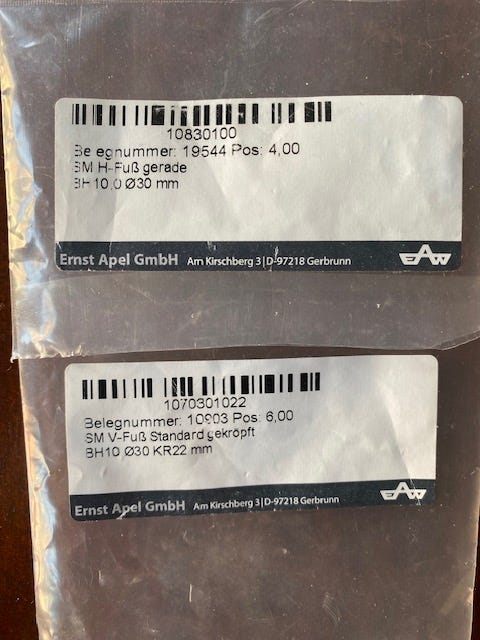 10830100
Belegnummer: 19544 Pos: 4,00
SM H-Fuß gerade
BH10,0 Ø30 mm
Ernst Apel GmbH Am Kirschberg 3|D-97218 Gerbrunn EAW
1070301022
Belegnummer: 10903 Pos: 6,00
SM V-Fuß Standard gekröpft
BH10 Ø30 KR22 mm
Ernst Apel GmbH Am Kirschberg 3|D-97218 Gerbrunn EAW